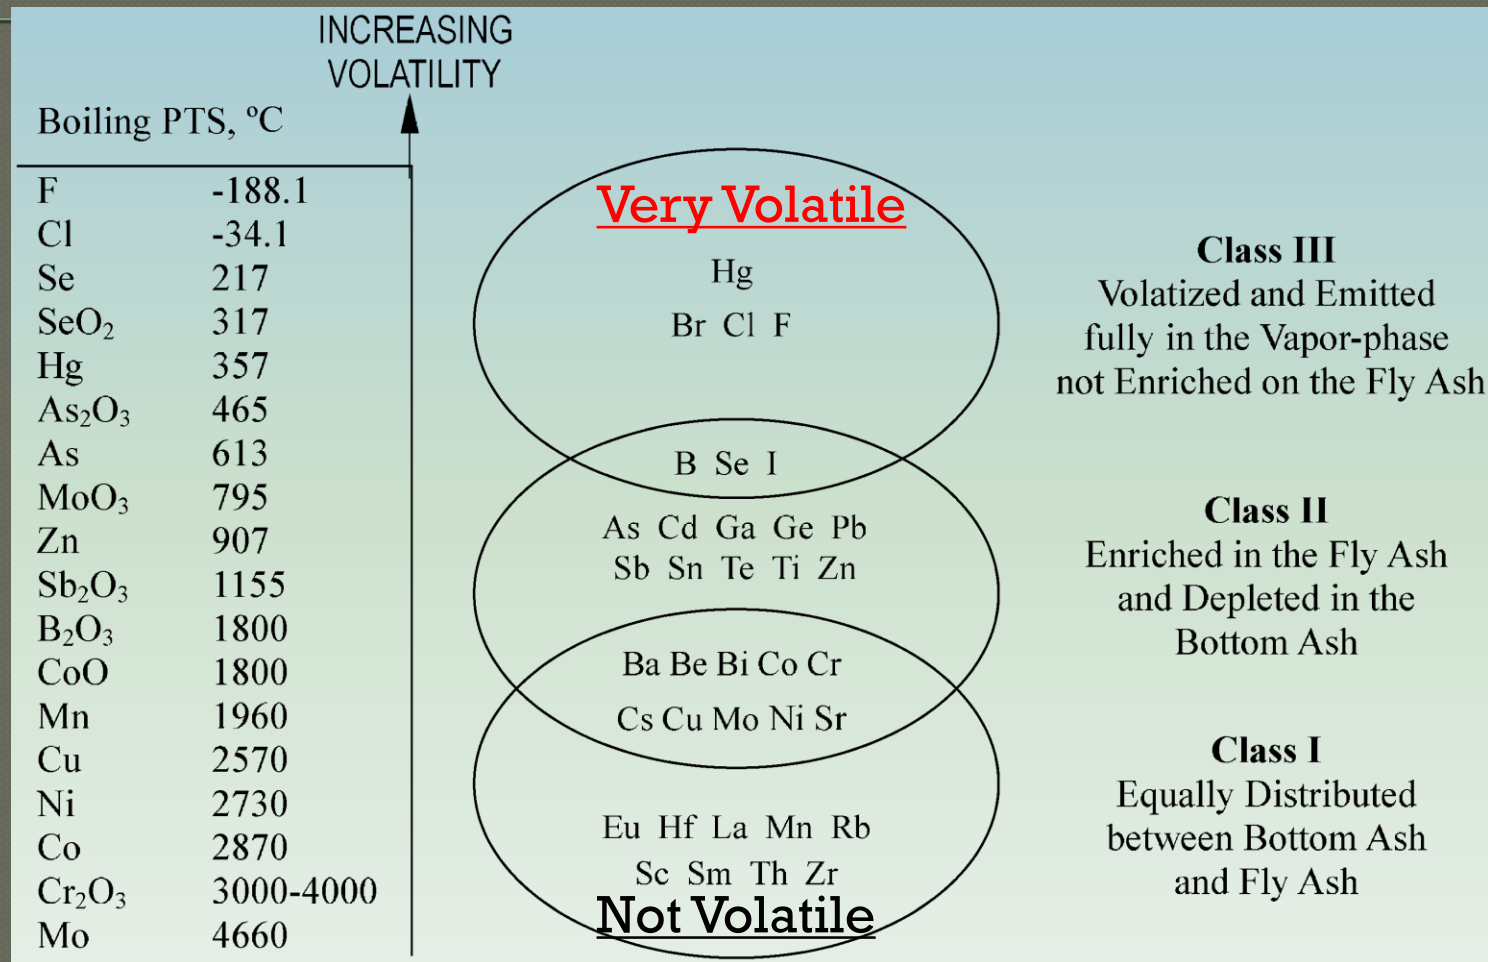 INCREASING
VOLATILITY
Boiling PTS, ºC
F -188.1
Cl -34.1
Se 217
SeO₂ 317
Hg 357
As₂O₃ 465
As 613
MoO₃ 795
Zn 907
Sb₂O₃ 1155
B₂O₃ 1800
CoO 1800
Mn 1960
Cu 2570
Ni 2730
Co 2870
Cr₂O₃ 3000-4000
Mo 4660
Very Volatile
Hg
Br Cl F
B Se I
As Cd Ga Ge Pb
Sb Sn Te Ti Zn
Ba Be Bi Co Cr
Cs Cu Mo Ni Sr
Eu Hf La Mn Rb
Sc Sm Th Zr
Not Volatile
Class III
Volatized and Emitted
fully in the Vapor-phase
not Enriched on the Fly Ash
Class II
Enriched in the Fly Ash
and Depleted in the
Bottom Ash
Class I
Equally Distributed
between Bottom Ash
and Fly Ash